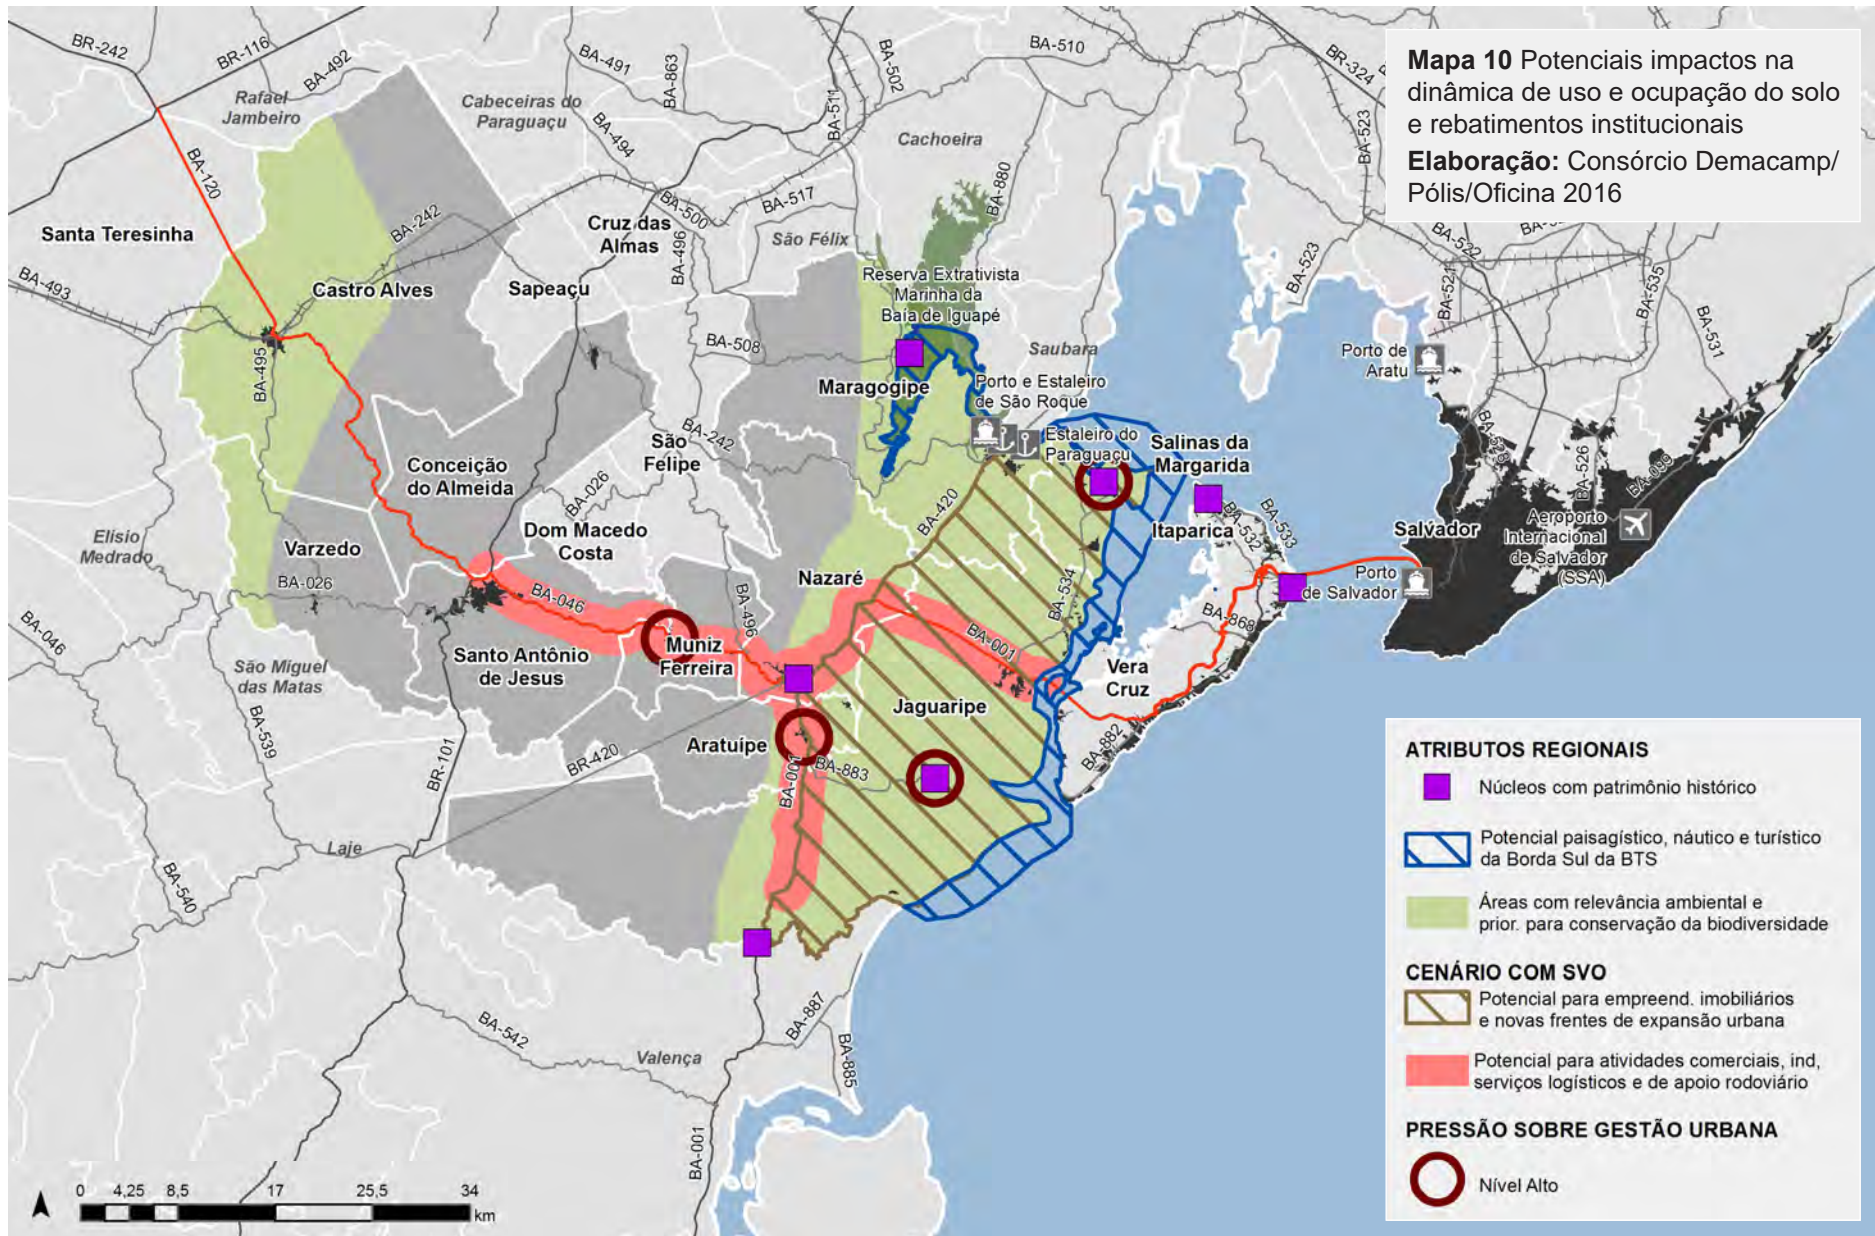 Mapa 10 Potenciais impactos na
dinâmica de uso e ocupação do solo
e rebatimentos institucionais
Elaboração: Consórcio Demacamp/
Pólis/Oficina 2016
BR-242
BR-116
BA-492
BA-491
BA-863
BA-502
BA-510
BR-324
BA-511
Rafael
Jambeiro
Cabeceiras do
Paraguaçu
BA-494
Cachoeira
BA-523
BA-120
BA-880
BA-517
BA-500
Santa Teresinha
BA-242
Cruz das
Almas
São Félix
BA-496
BA-522
BA-523
BA-521
BA-535
BA-493
Castro Alves
Sapeaçu
Reserva Extrativista
Marinha da
Baía de Iguapé
BA-531
BA-508
Saubara
Porto de
Aratu
BA-495
Maragogipe
Porto e Estaleiro
de São Roque
BA-528
São
Felipe
BA-242
Estaleiro do
Paraguaçu
Salinas da
Margarida
BA-526
BA-099
Conceição
do Almeida
BA-026
BA-420
Dom Macedo
Costa
Itaparica
BA-532
BA-533
Salvador
Aeroporto
Internacional
de Salvador
(SSA)
Elisio
Medrado
Varzedo
BA-026
Nazaré
BA-534
Porto
de Salvador
BA-046
BA-046
BA-496
BA-868
São Miguel
das Matas
Santo Antônio
de Jesus
Muniz
Ferreira
BA-001
Vera
Cruz
Jaguaripe
BA-539
BR-101
BR-420
Aratuípe
BA-883
BA-001
BA-882
Laje
BA-540
BA-542
Valença
BA-887
BA-885
BA-001
ATRIBUTOS REGIONAIS
Núcleos com patrimônio histórico
Potencial paisagístico, náutico e turístico
da Borda Sul da BTS
Áreas com relevância ambiental e
prior. para conservação da biodiversidade
CENÁRIO COM SVO
Potencial para empreend. imobiliários
e novas frentes de expansão urbana
Potencial para atividades comerciais, ind,
serviços logísticos e de apoio rodoviário
PRESSÃO SOBRE GESTÃO URBANA
Nível Alto
0 4,25 8,5 17 25,5 34
km